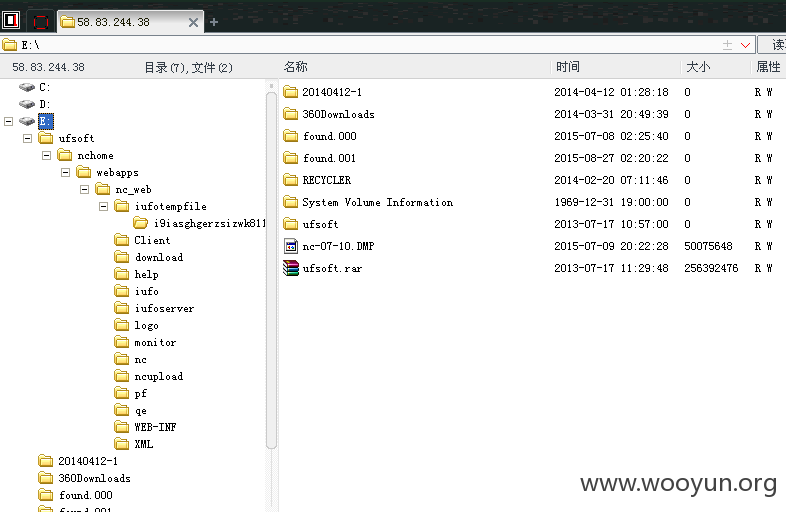 58.83.244.38
E:\
58.83.244.38 目录(7),文件(2) 名称 时间 大小 属性
C:
D:
E:
ufsoft
nchome
webapps
nc_web
iufotempfile
i9iasghgerzsizwk811
Client
download
help
iufo
iufoserver
logo
monitor
nc
ncupload
pf
qe
WEB-INF
XML
20140412-1
360Downloads
found.000
found.001
20140412-1 2014-04-12 01:28:18 0 R W
360Downloads 2014-03-31 20:49:39 0 R W
found.000 2015-07-08 02:25:40 0 R W
found.001 2015-08-27 02:20:22 0 R W
RECYCLER 2014-02-20 07:11:46 0 R W
System Volume Information 1969-12-31 19:00:00 0 R W
ufsoft 2013-07-17 10:57:00 0 R W
nc-07-10.DMP 2015-07-09 20:22:28 50075648 R W
ufsoft.rar 2013-07-17 11:29:48 256392476 R W
www.wooyun.org